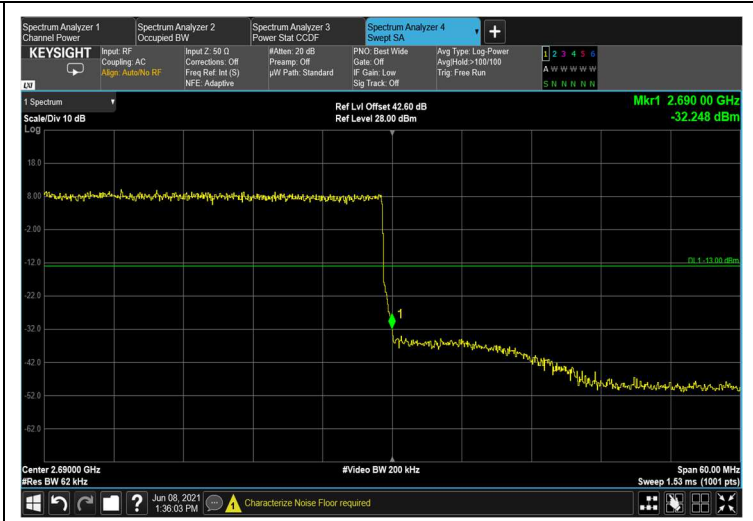 Spectrum Analyzer 1
Channel Power
Spectrum Analyzer 2
Occupied BW
Spectrum Analyzer 3
Power Stat CCDF
Spectrum Analyzer 4
Swept SA
KEYSIGHT
Input: RF
Coupling: AC
Align: Auto/No RF
Input Z: 50 Ω
Corrections: Off
Freq Ref: Int (S)
NFE: Adaptive
#Atten: 20 dB
Preamp: Off
µW Path: Standard
PNO: Best Wide
Gate: Off
IF Gain: Low
Sig Track: Off
Avg Type: Log-Power
Avg|Hold:>100/100
Trig: Free Run
1 2 3 4 5 6
A W W W W W
S N N N N N
LXI
1 Spectrum
Scale/Div 10 dB
Ref Lvl Offset 42.60 dB
Ref Level 28.00 dBm
Mkr1 2.690 00 GHz
-32.248 dBm
Log
18.0
8.00
-2.00
-12.0
DL1 -13.00 dBm
-22.0
-32.0
1
-42.0
-52.0
-62.0
Center 2.69000 GHz
#Res BW 62 kHz
#Video BW 200 kHz
Span 60.00 MHz
Sweep 1.53 ms (1001 pts)
Jun 08, 2021
1:36:03 PM
Characterize Noise Floor required